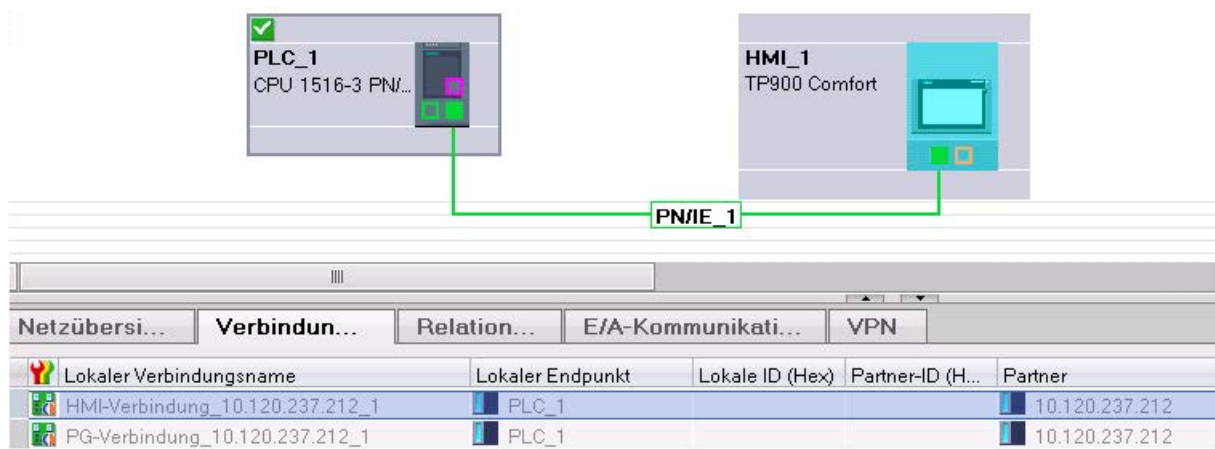 PLC_1
CPU 1516-3 PN/...
HMI_1
TP900 Comfort
PN/IE_1
Netzübersi...
Verbindun...
Relation...
E/A-Kommunikati...
VPN
Lokaler Verbindungsname
Lokaler Endpunkt
Lokale ID (Hex)
Partner-ID (H...
Partner
HMI-Verbindung_10.120.237.212_1
PLC_1
10.120.237.212
PG-Verbindung_10.120.237.212_1
PLC_1
10.120.237.212